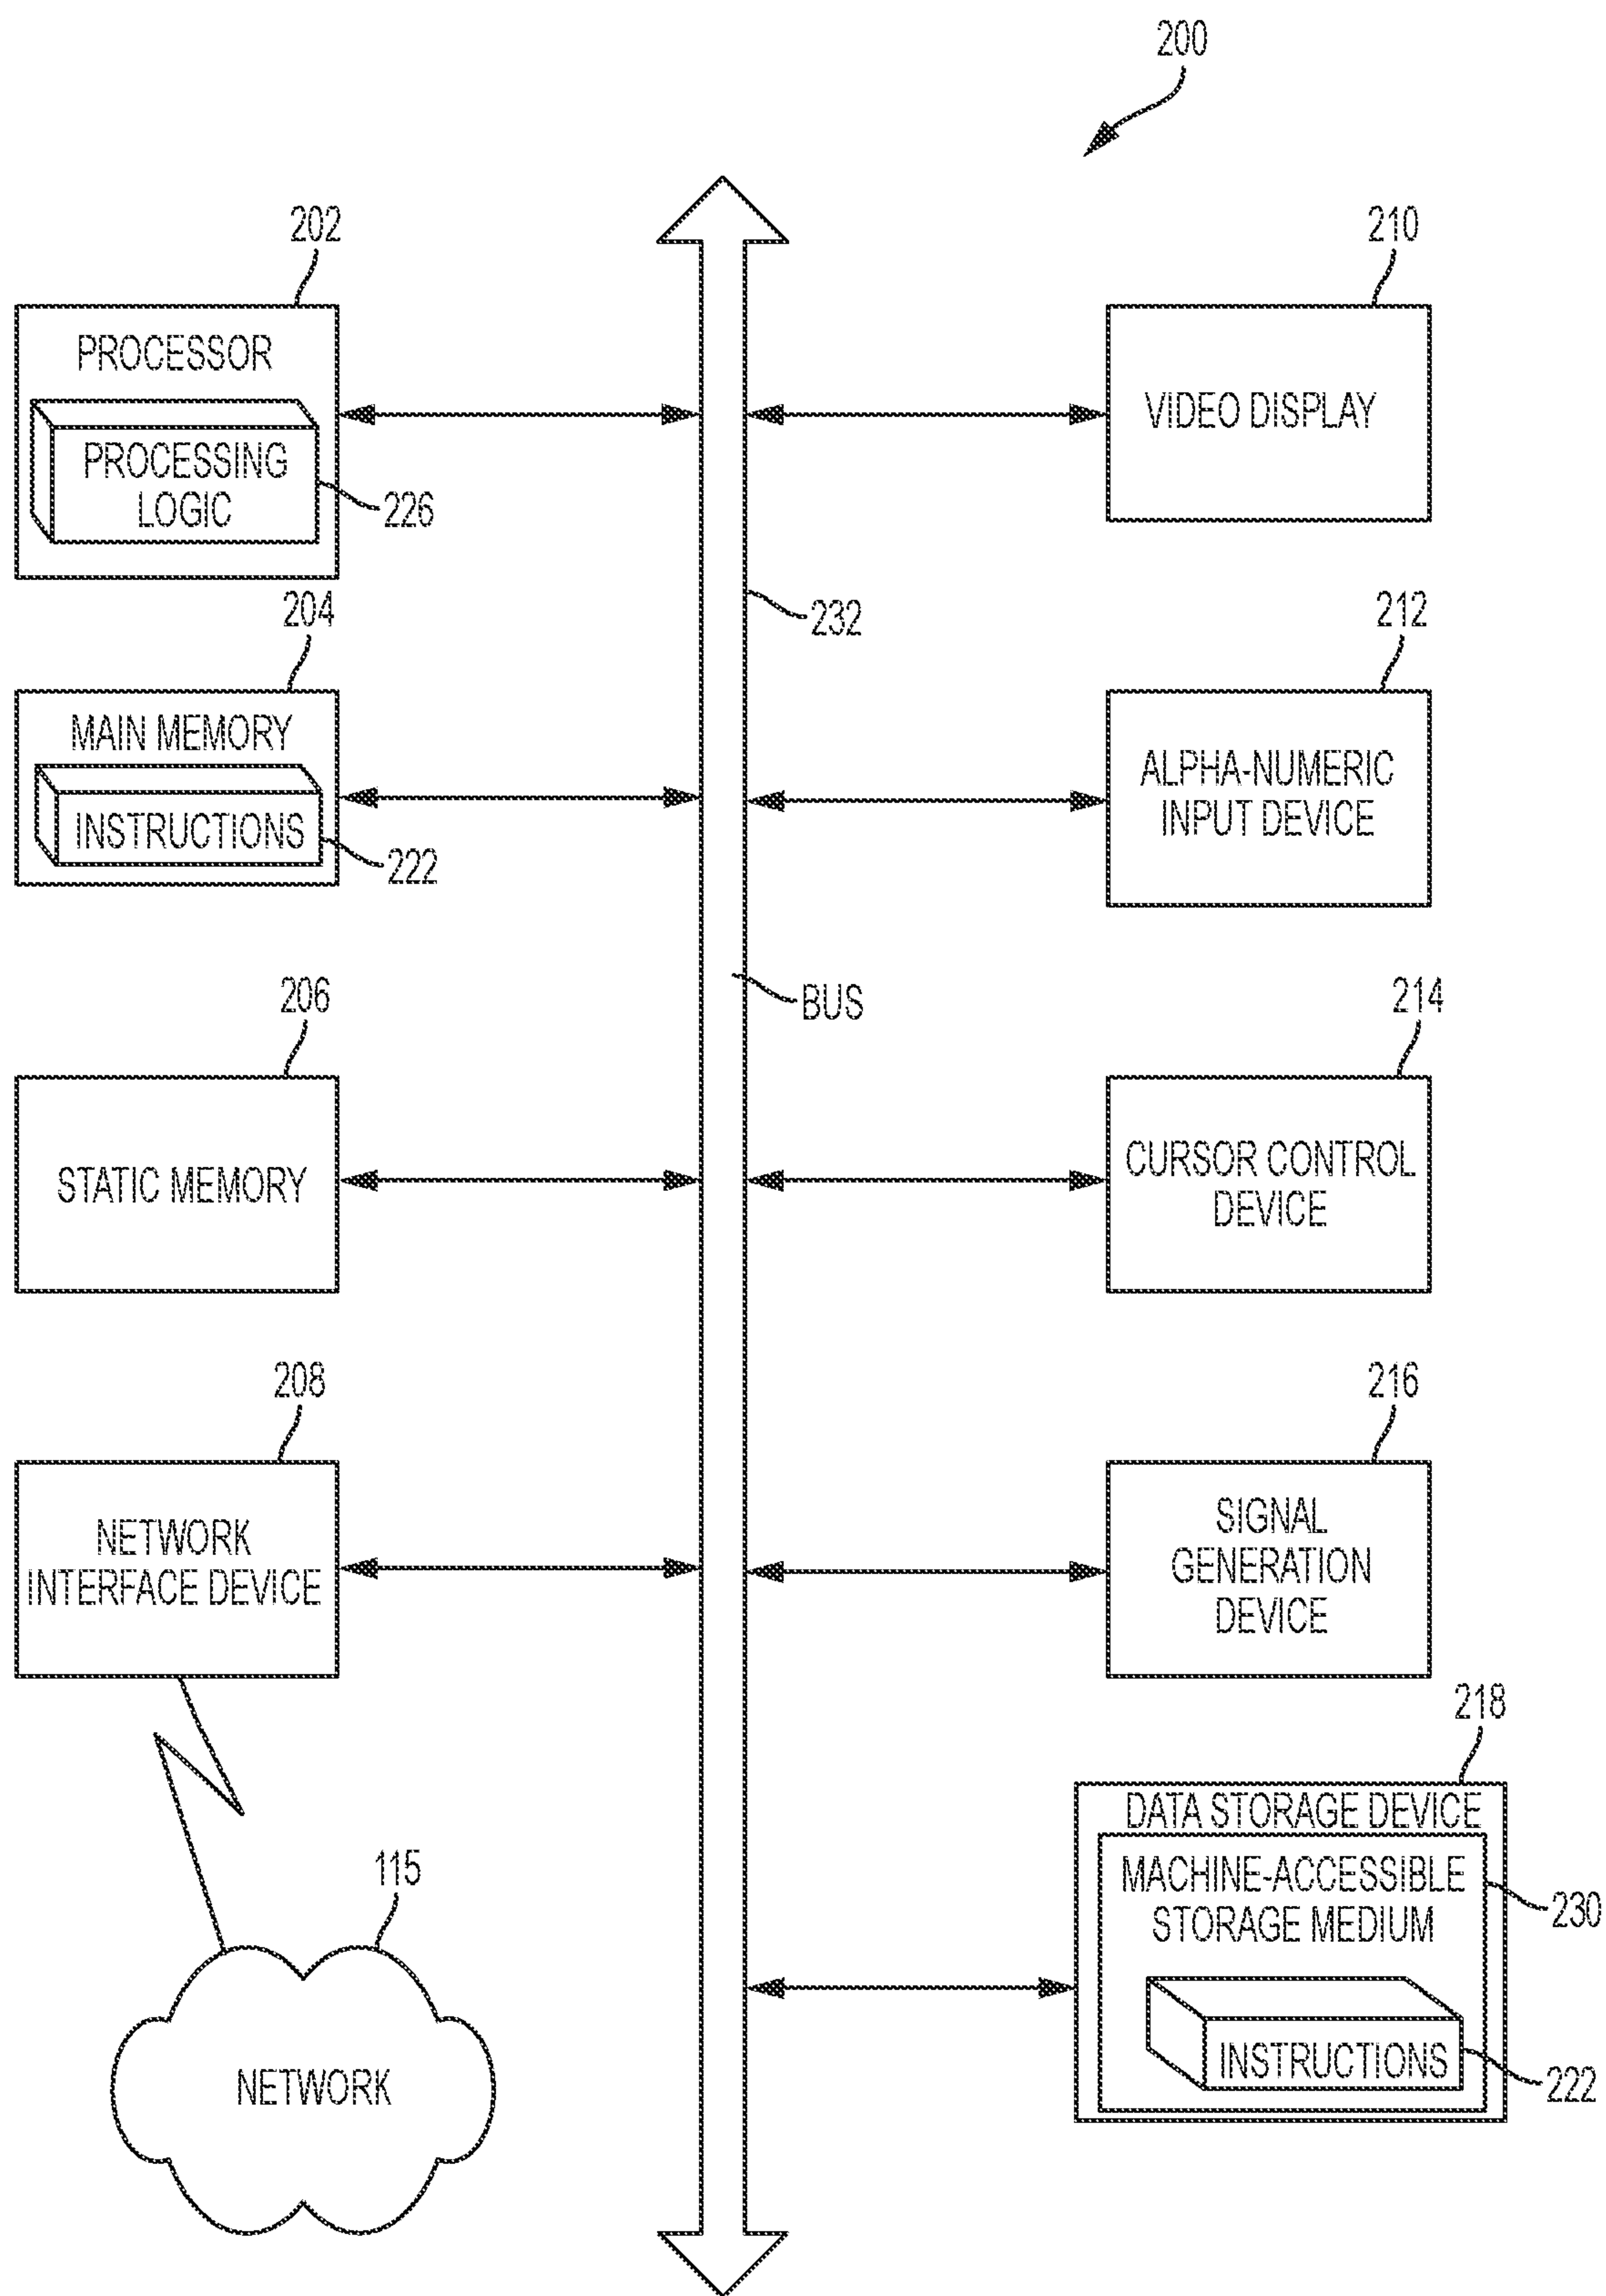 200
202
PROCESSOR
PROCESSING
LOGIC
226
210
VIDEO DISPLAY
232
204
MAIN MEMORY
INSTRUCTIONS
222
212
ALPHA-NUMERIC
INPUT DEVICE
BUS
206
STATIC MEMORY
214
CURSOR CONTROL
DEVICE
208
NETWORK
INTERFACE DEVICE
216
SIGNAL
GENERATION
DEVICE
115
NETWORK
218
DATA STORAGE DEVICE
MACHINE-ACCESSIBLE
STORAGE MEDIUM
230
INSTRUCTIONS
222